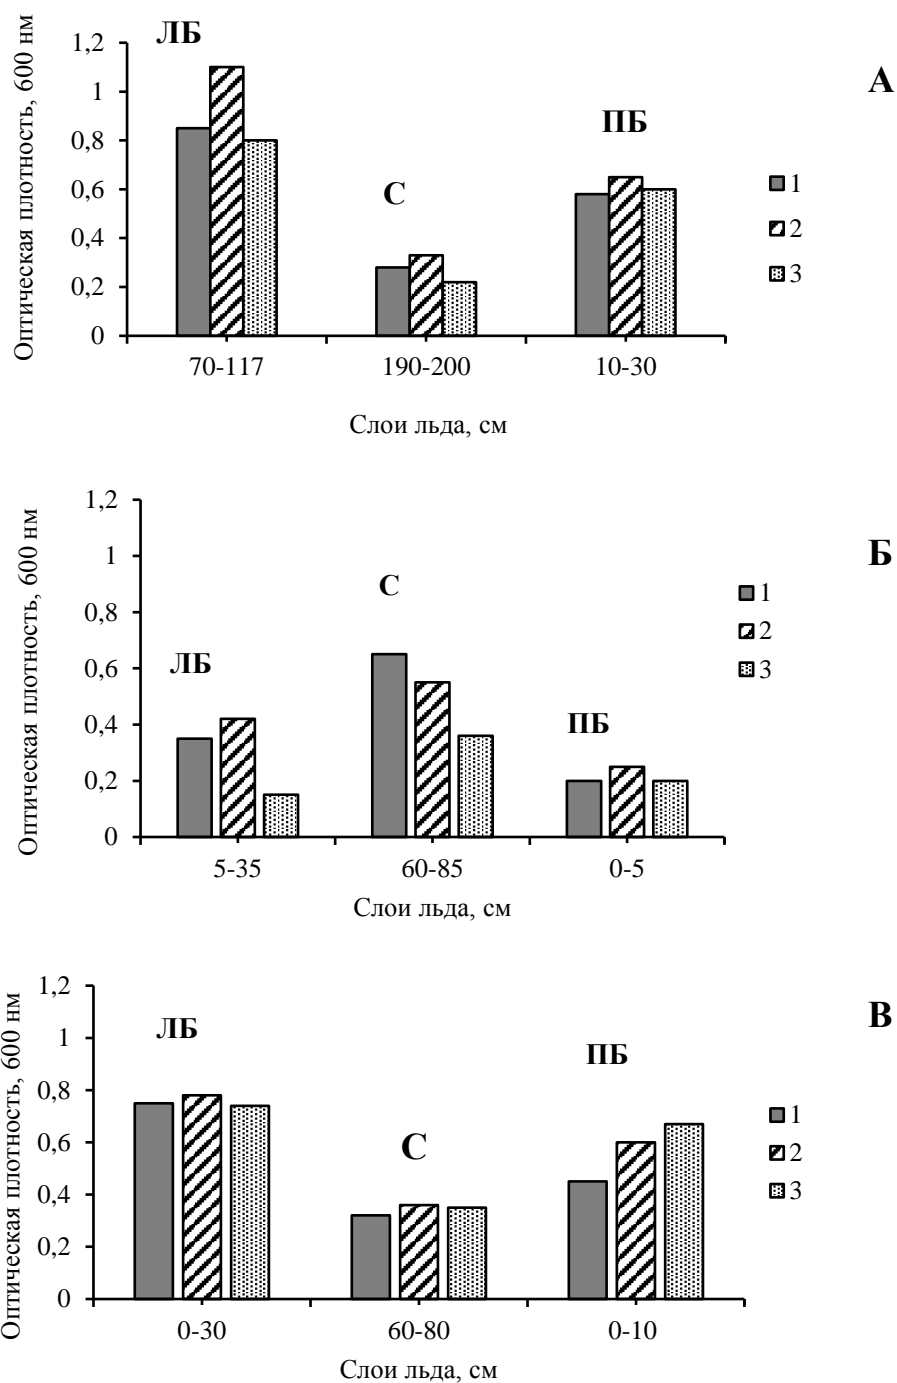 ЛБ
А
Оптическая плотность, 600 нм
1,2
1
0,8
0,6
0,4
0,2
0
С
ПБ
1
2
3
70-117 190-200 10-30
Слои льда, см
Б
Оптическая плотность, 600 нм
1,2
1
0,8
0,6
0,4
0,2
0
ЛБ
С
ПБ
1
2
3
5-35 60-85 0-5
Слои льда, см
В
Оптическая плотность, 600 нм
1,2
1
0,8
0,6
0,4
0,2
0
ЛБ
С
ПБ
1
2
3
0-30 60-80 0-10
Слои льда, см